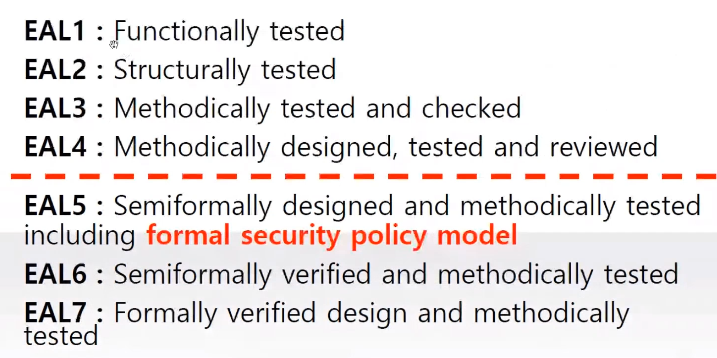 EAL1 : Functionally tested
EAL2 : Structurally tested
EAL3 : Methodically tested and checked
EAL4 : Methodically designed, tested and reviewed
EAL5 : Semiformally designed and methodically tested
including formal security policy model
EAL6 : Semiformally verified and methodically tested
EAL7 : Formally verified design and methodically
tested